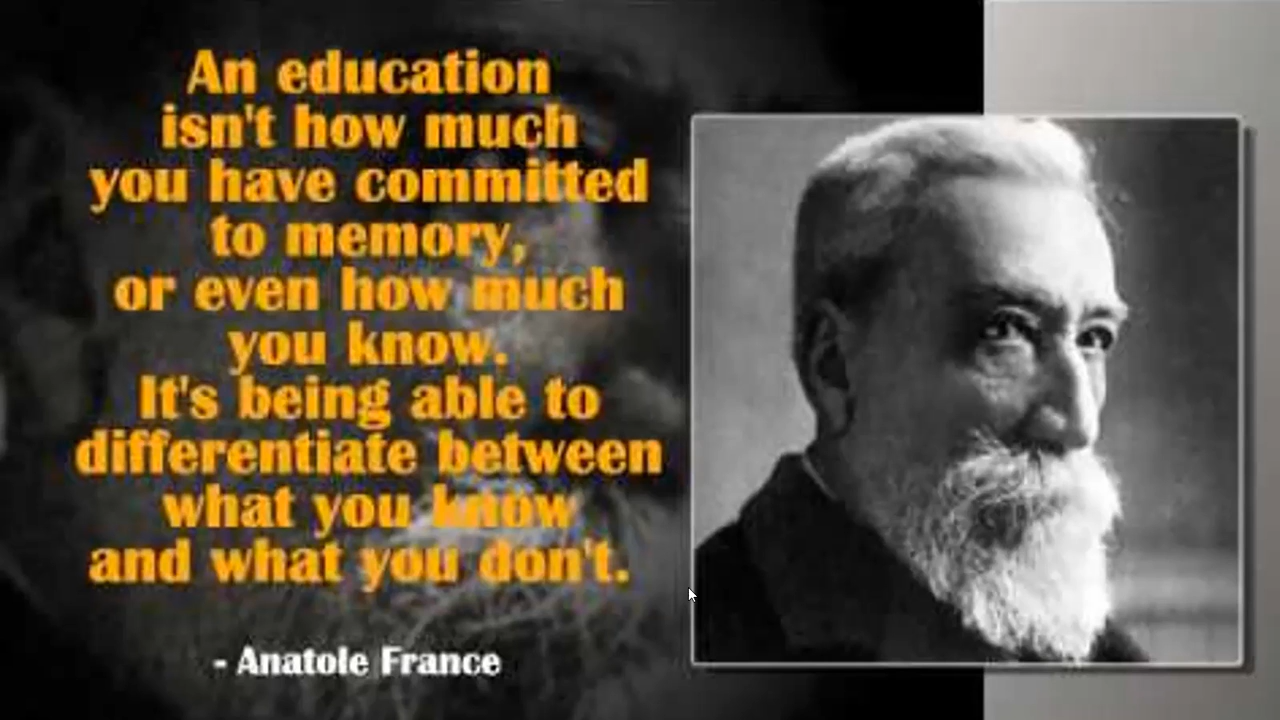 An education
isn't how much
you have committed
to memory,
or even how much
you know.
It's being able to
differentiate between
what you know
and what you don't.
- Anatole France